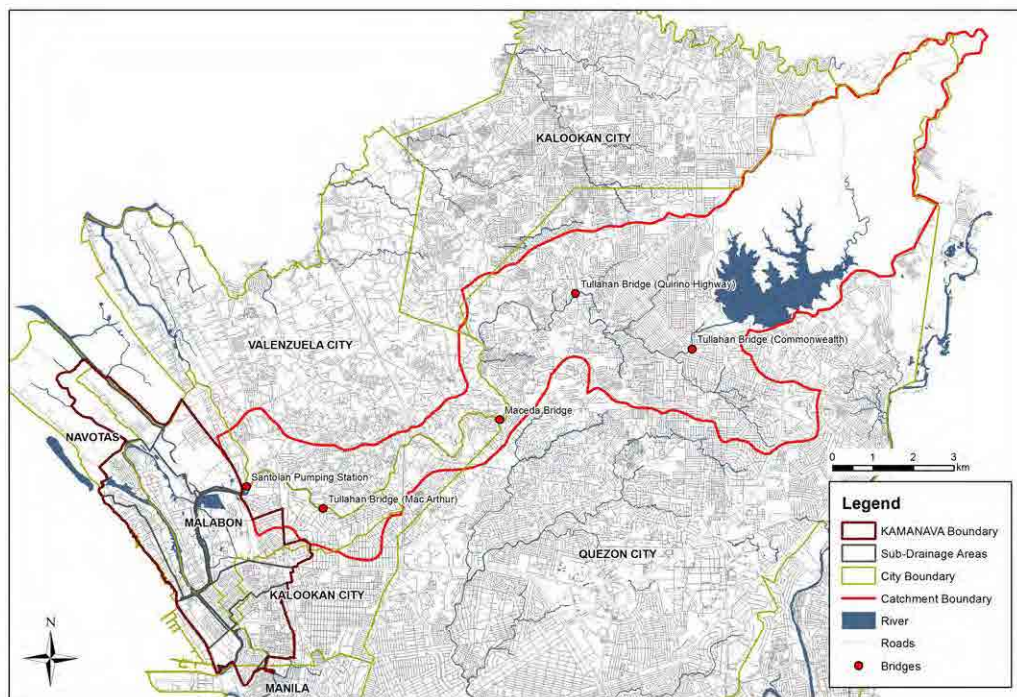 KALOOKAN CITY
Tullahan Bridge (Quirino Highway)
VALENZUELA CITY
Tullahan Bridge (Commonwealth)
Maceda Bridge
NAVOTAS
Santolan Pumping Station
Tullahan Bridge (Mac Arthur)
MALABON
QUEZON CITY
KALOOKAN CITY
MANILA
N
0 1 2 3
km
Legend
KAMANAVA Boundary
Sub-Drainage Areas
City Boundary
Catchment Boundary
River
Roads
Bridges